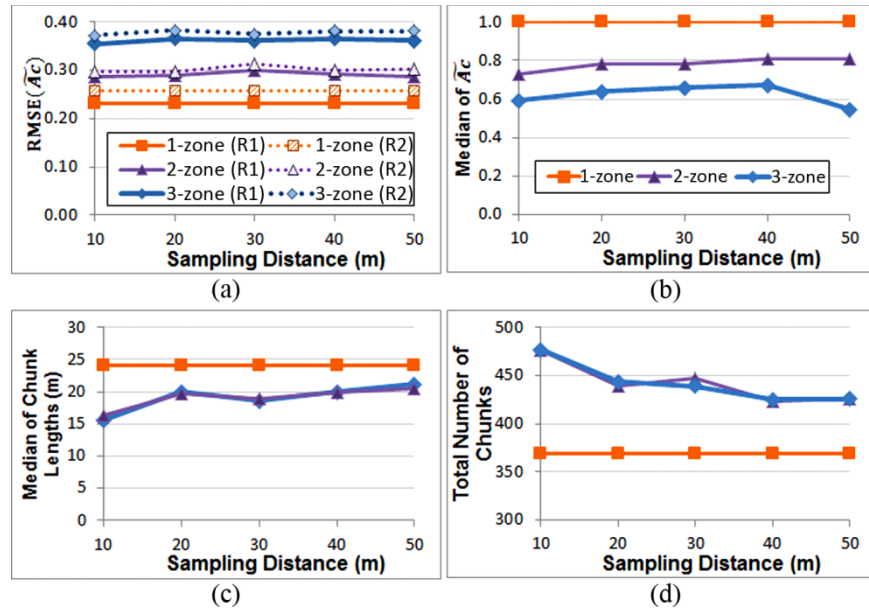 0.40
0.30
0.20
0.10
0.00
RMSE(Ãc)
1-zone (R1) 1-zone (R2)
2-zone (R1) 2-zone (R2)
3-zone (R1) 3-zone (R2)
10 20 30 40 50
Sampling Distance (m)
(a)
1.0
0.8
0.6
0.4
0.2
0.0
Median of Ãc
1-zone 2-zone 3-zone
10 20 30 40 50
Sampling Distance (m)
(b)
30
25
20
15
10
5
0
Median of Chunk
Lengths (m)
10 20 30 40 50
Sampling Distance (m)
(c)
500
450
400
350
300
Total Number of
Chunks
10 20 30 40 50
Sampling Distance (m)
(d)